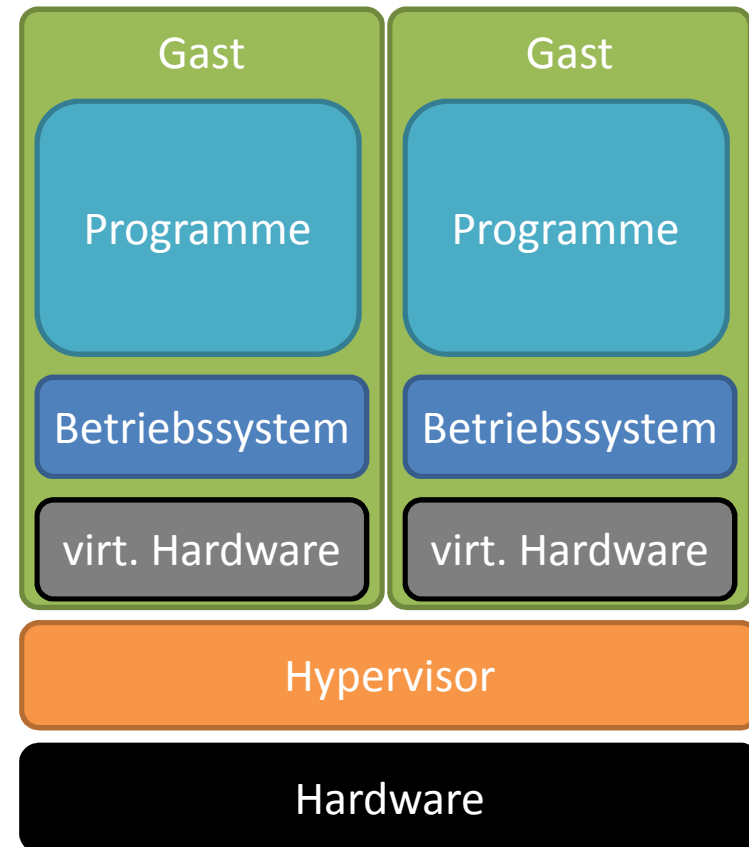 Gast
Programme
Betriebssystem
virt. Hardware
Gast
Programme
Betriebssystem
virt. Hardware
Hypervisor
Hardware